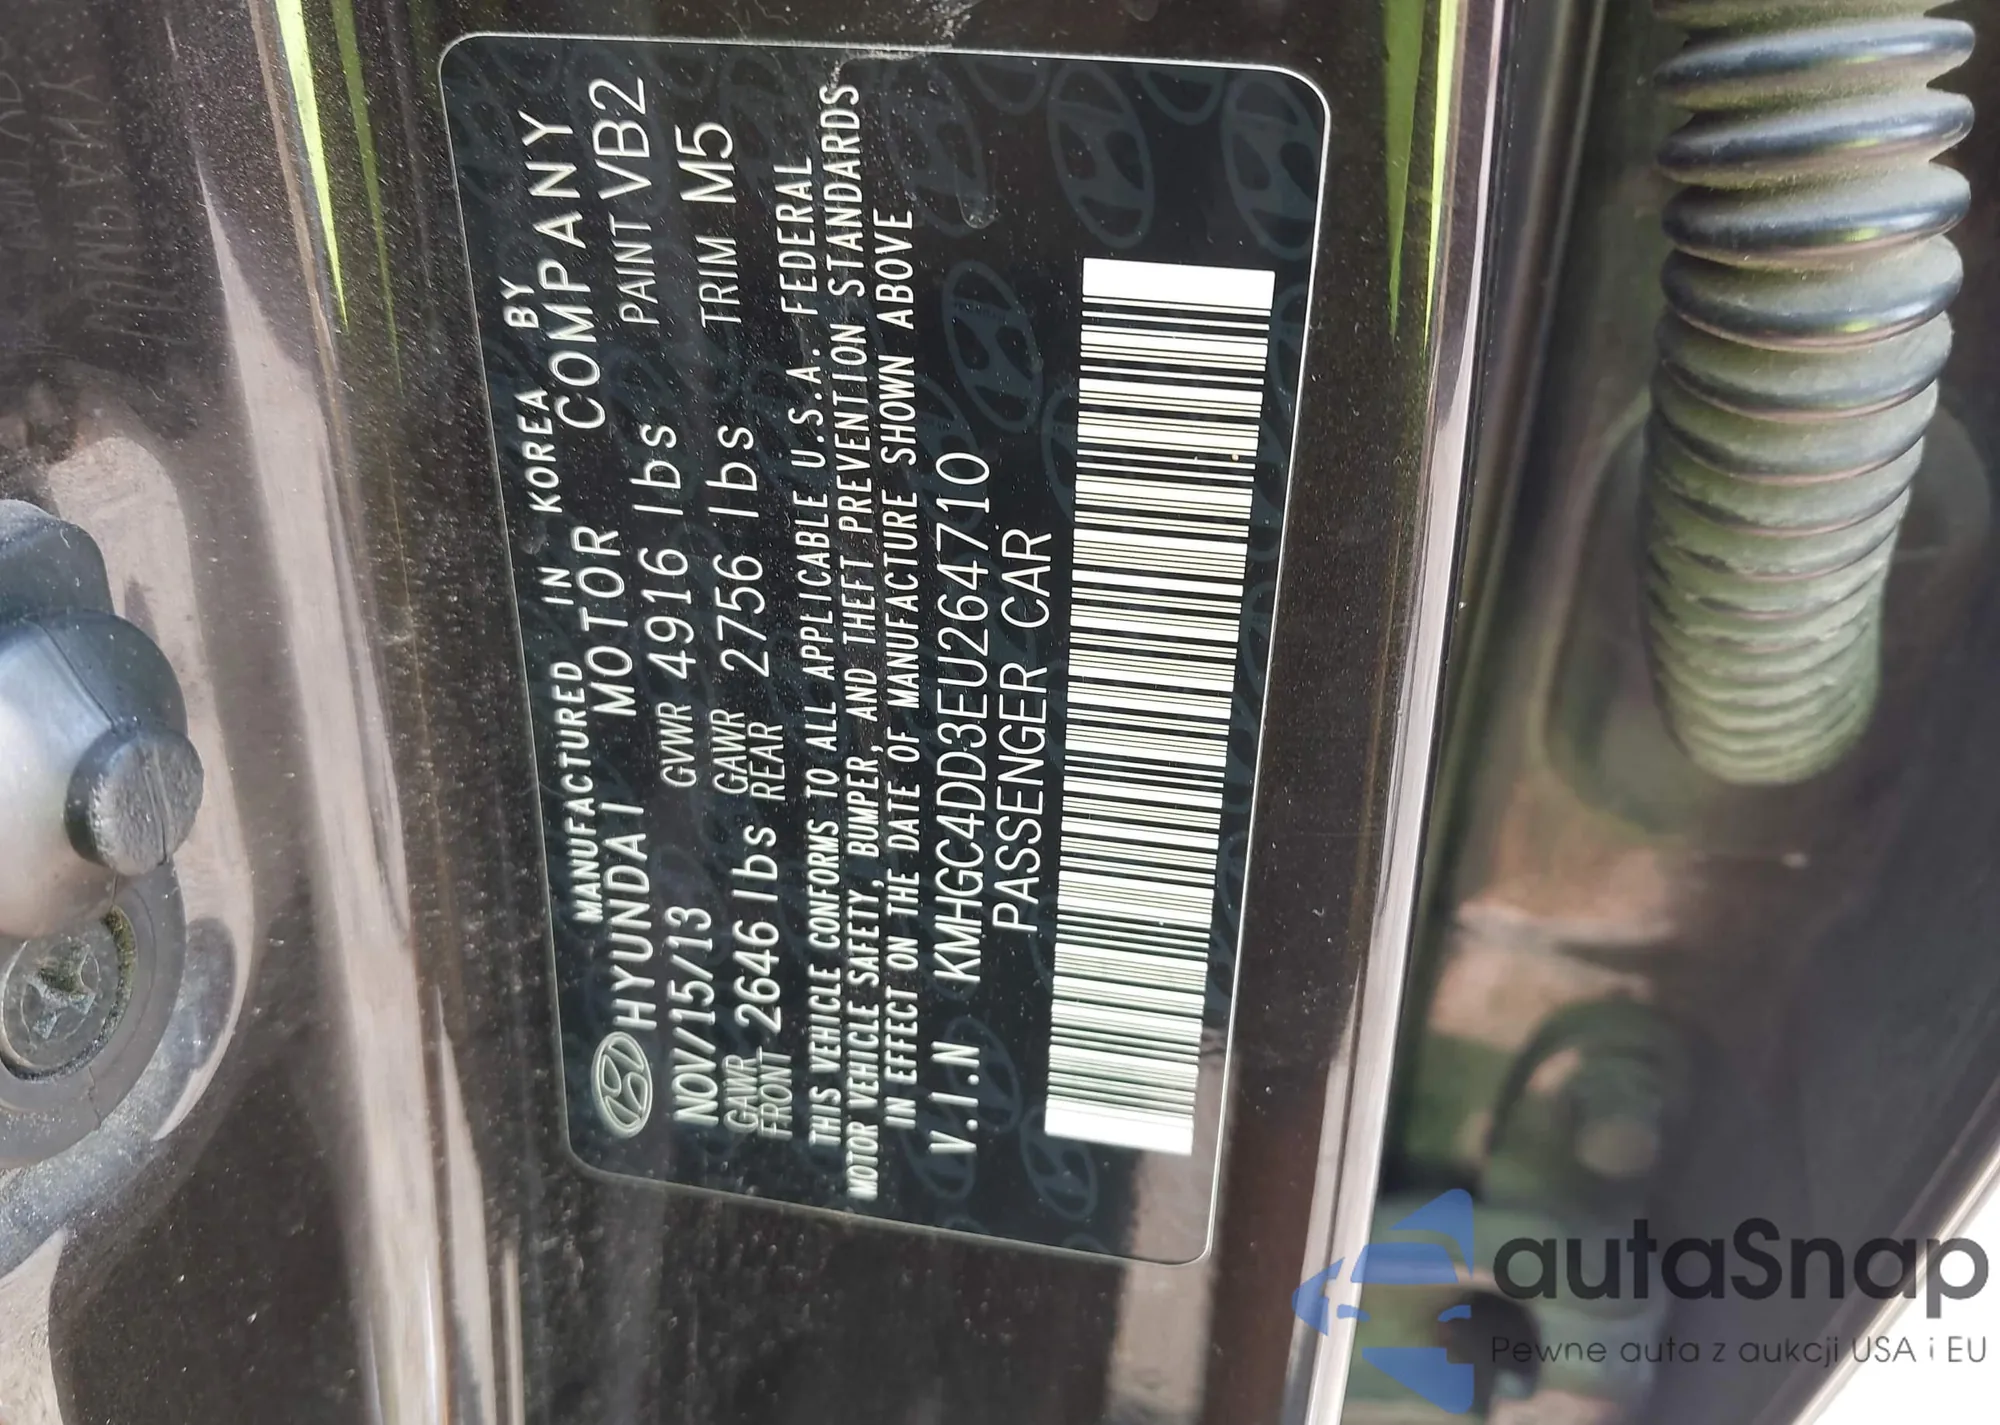 MANUFACTURED IN KOREA BY
HYUNDAI MOTOR COMPANY
NOV/15/13 GVWR 4916 lbs PAINT VB2
GAWR FRONT 2646 lbs GAWR REAR 2756 lbs TRIM M5
THIS VEHICLE CONFORMS TO ALL APPLICABLE U.S.A. FEDERAL
MOTOR VEHICLE SAFETY, BUMPER, AND THEFT PREVENTION STANDARDS
IN EFFECT ON THE DATE OF MANUFACTURE SHOWN ABOVE
V.I.N KMHGC4DD3EU264710
PASSENGER CAR
autaSnap
Pewne auta z aukcji USA i EU